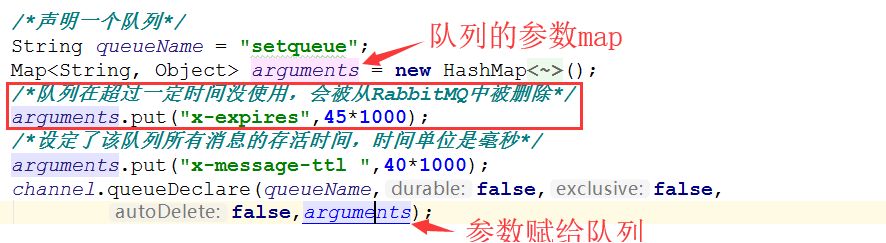 /*声明一个队列*/
String queueName = "setqueue";
队列的参数map
Map<String, Object> arguments = new HashMap<~>();
/*队列在超过一定时间没使用，会被从RabbitMQ中被删除*/
arguments.put("x-expires",45*1000);
/*设定了该队列所有消息的存活时间，时间单位是毫秒*/
arguments.put("x-message-ttl ",40*1000);
channel.queueDeclare(queueName, durable: false, exclusive: false,
autoDelete: false,arguments);
参数赋给队列